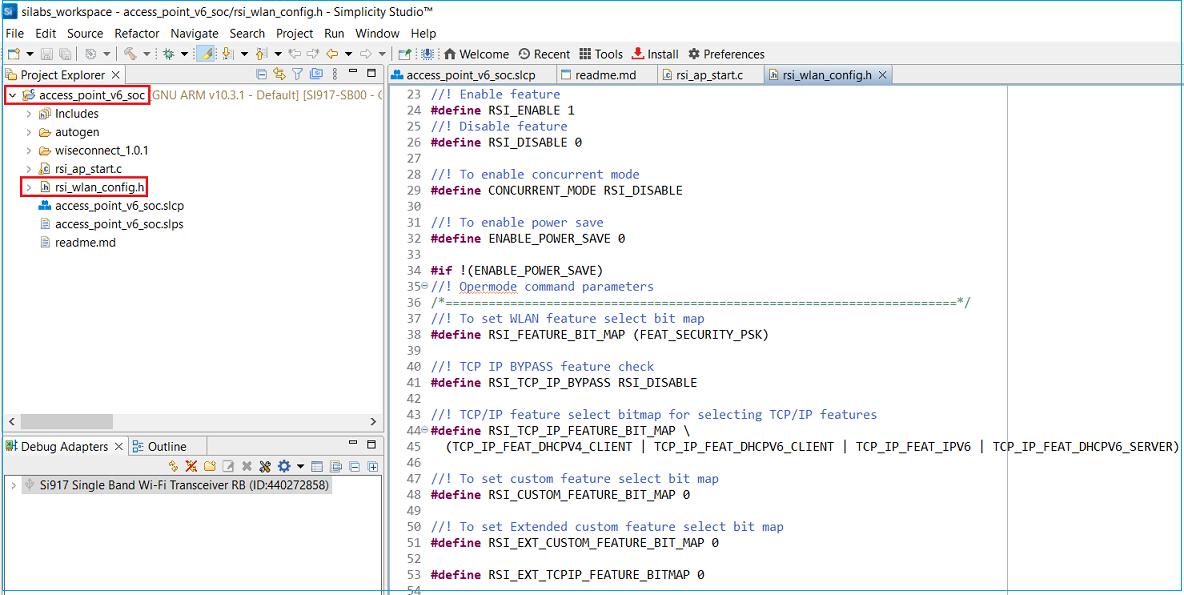 silabs_workspace - access_point_v6_soc/rsi_wlan_config.h - Simplicity Studio™
File Edit Source Refactor Navigate Search Project Run Window Help
Welcome Recent Tools Install Preferences
Project Explorer
access_point_v6_soc [GNU ARM v10.3.1 - Default] [SI917-SB00 - 
Includes
autogen
wiseconnect_1.0.1
rsi_ap_start.c
rsi_wlan_config.h
access_point_v6_soc.slcp
access_point_v6_soc.slps
readme.md
Debug Adapters Outline
Si917 Single Band Wi-Fi Transceiver RB (ID:440272858)
access_point_v6_soc.slcp readme.md rsi_ap_start.c rsi_wlan_config.h
23 //! Enable feature
24 #define RSI_ENABLE 1
25 //! Disable feature
26 #define RSI_DISABLE 0
27
28 //! To enable concurrent mode
29 #define CONCURRENT_MODE RSI_DISABLE
30
31 //! To enable power save
32 #define ENABLE_POWER_SAVE 0
33
34 #if !(ENABLE_POWER_SAVE)
35 //! Opermode command parameters
36 /*=======================================================================*/
37 //! To set WLAN feature select bit map
38 #define RSI_FEATURE_BIT_MAP (FEAT_SECURITY_PSK)
39
40 //! TCP IP BYPASS feature check
41 #define RSI_TCP_IP_BYPASS RSI_DISABLE
42
43 //! TCP/IP feature select bitmap for selecting TCP/IP features
44 #define RSI_TCP_IP_FEATURE_BIT_MAP \
45 (TCP_IP_FEAT_DHCPV4_CLIENT | TCP_IP_FEAT_DHCPV6_CLIENT | TCP_IP_FEAT_IPV6 | TCP_IP_FEAT_DHCPV6_SERVER)
46
47 //! To set custom feature select bit map
48 #define RSI_CUSTOM_FEATURE_BIT_MAP 0
49
50 //! To set Extended custom feature select bit map
51 #define RSI_EXT_CUSTOM_FEATURE_BIT_MAP 0
52
53 #define RSI_EXT_TCPIP_FEATURE_BITMAP 0
54